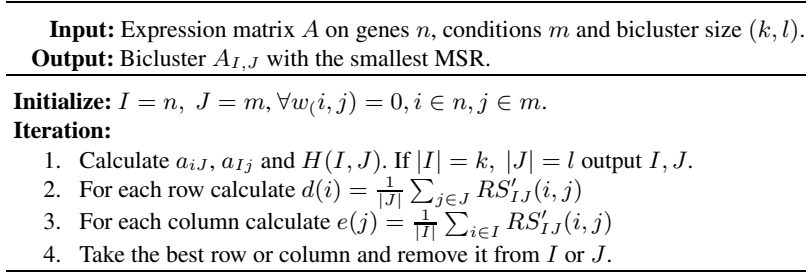 Input: Expression matrix A on genes n, conditions m and bicluster size (k, l).
Output: Bicluster A_{I,J} with the smallest MSR.
Initialize: I = n, J = m, ∀w_(i, j) = 0, i ∈ n, j ∈ m.
Iteration:
1. Calculate a_{iJ}, a_{Ij} and H(I, J). If |I| = k, |J| = l output I, J.
2. For each row calculate d(i) = \frac{1}{|J|} ∑_{j∈J} RS'_{IJ}(i, j)
3. For each column calculate e(j) = \frac{1}{|I|} ∑_{i∈I} RS'_{IJ}(i, j)
4. Take the best row or column and remove it from I or J.